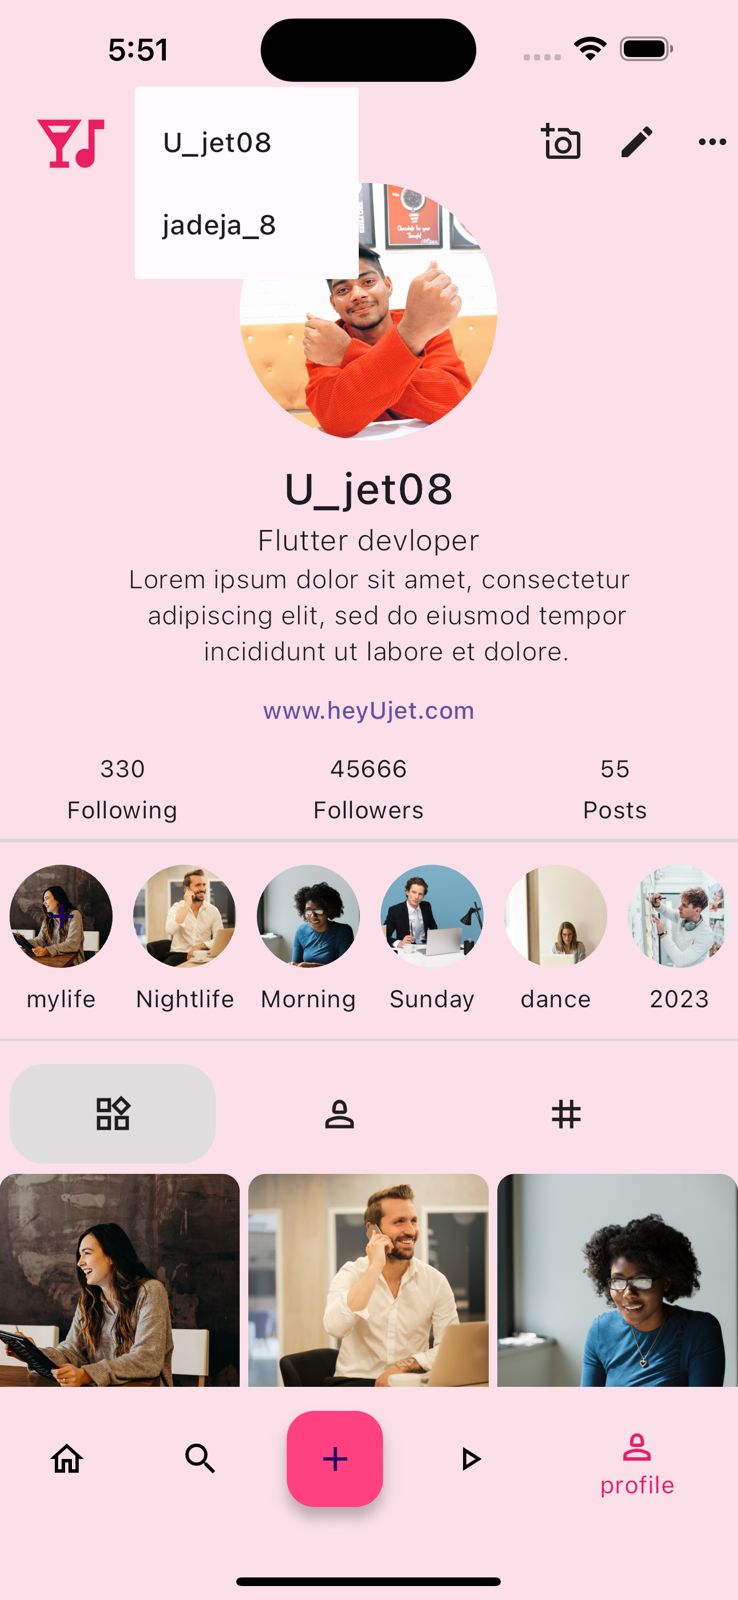 5:51
U_jet08
jadeja_8
U_jet08
Flutter devloper
Lorem ipsum dolor sit amet, consectetur
adipiscing elit, sed do eiusmod tempor
incididunt ut labore et dolore.
www.heyUjet.com
330 45666 55
Following Followers Posts
mylife Nightlife Morning Sunday dance 2023
profile